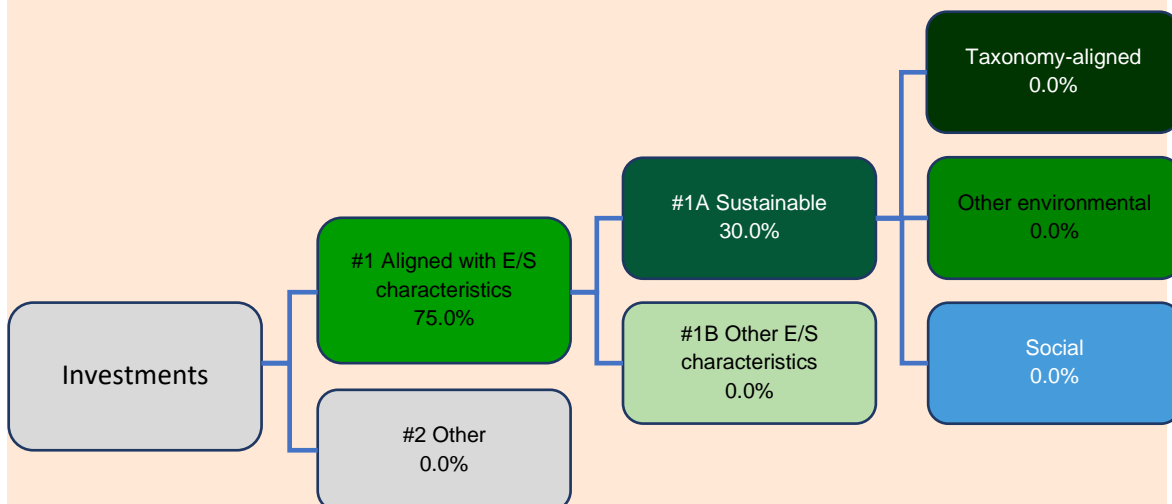 Investments
#1 Aligned with E/S
characteristics
75.0%
#2 Other
0.0%
#1A Sustainable
30.0%
#1B Other E/S
characteristics
0.0%
Taxonomy-aligned
0.0%
Other environmental
0.0%
Social
0.0%